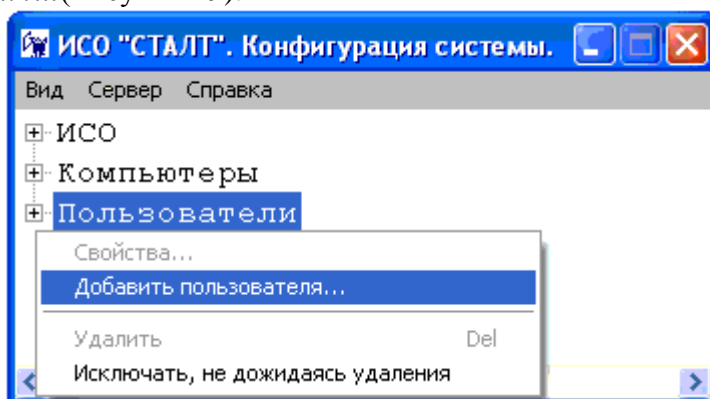 ИСО "СТАЛТ". Конфигурация системы.
Вид Сервер Справка
ИСО
Компьютеры
Пользователи
Свойства...
Добавить пользователя...
Удалить Del
Исключать, не дожидаясь удаления